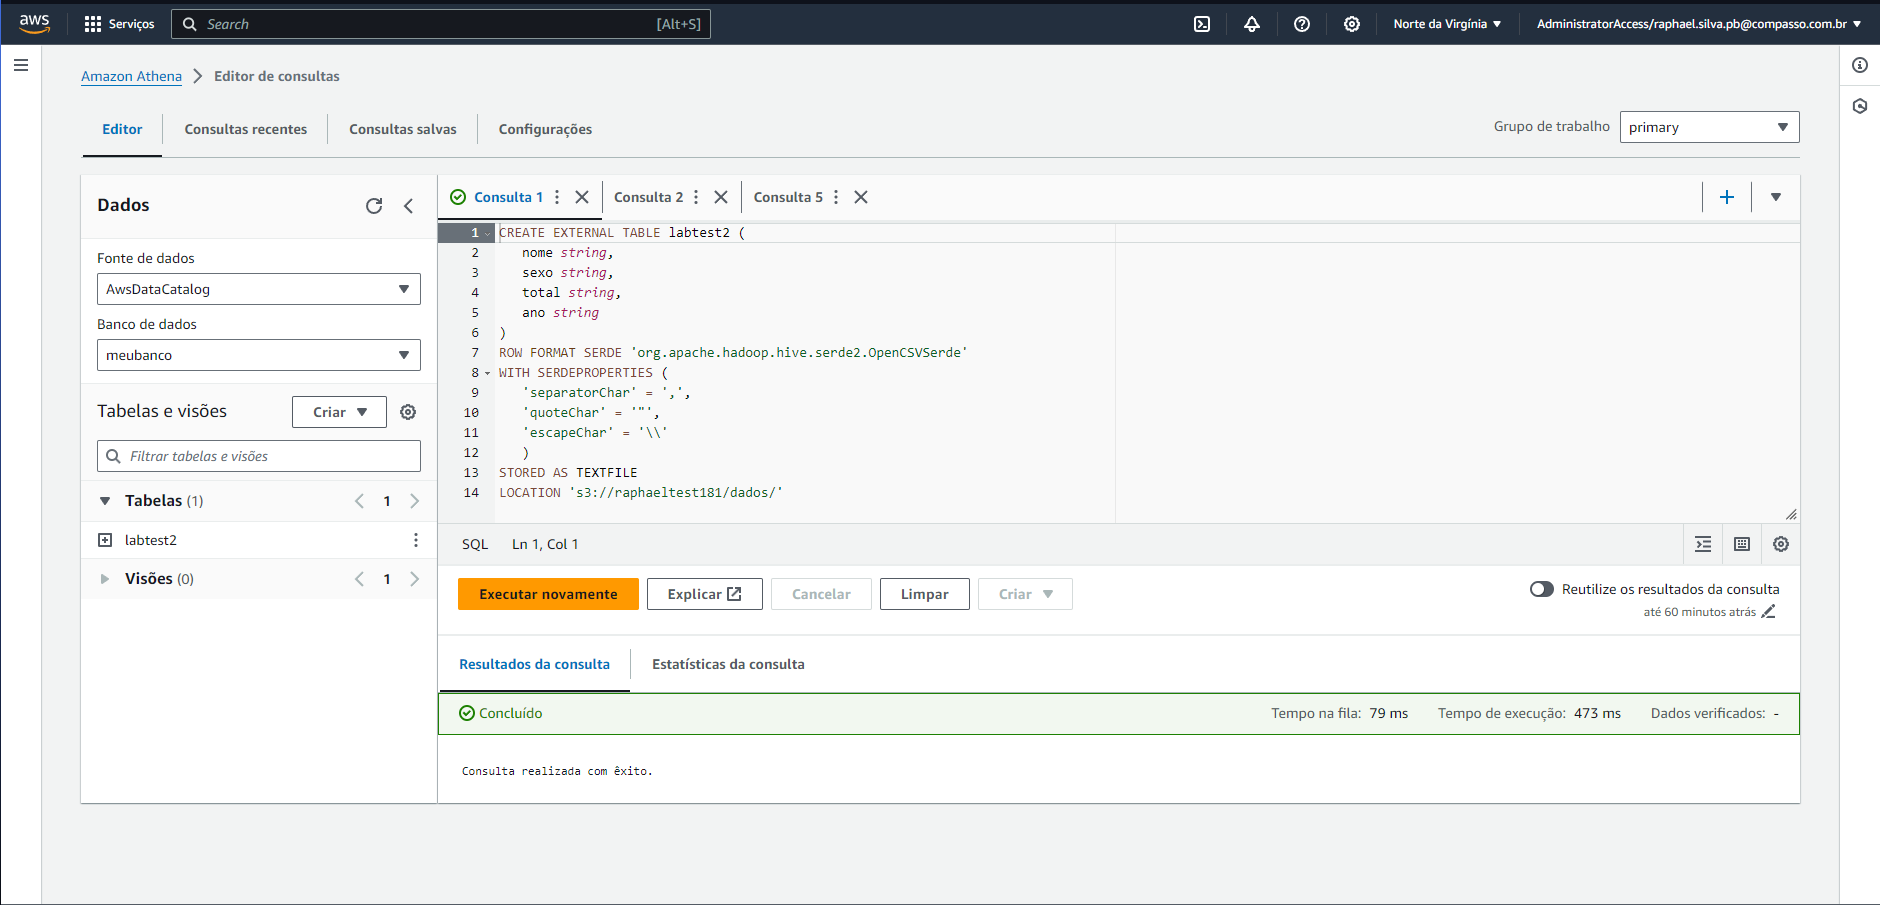 aws
Serviços
Search
[Alt+S]
Norte da Virgínia
AdministratorAccess/raphael.silva.pb@compasso.com.br
Amazon Athena
Editor de consultas
Editor
Consultas recentes
Consultas salvas
Configurações
Grupo de trabalho
primary
Dados
Fonte de dados
AwsDataCatalog
Banco de dados
meubanco
Tabelas e visões
Criar
Filtrar tabelas e visões
Tabelas (1)
1
labtest2
Visões (0)
1
Consulta 1
Consulta 2
Consulta 5
1 CREATE EXTERNAL TABLE labtest2 (
2 nome string,
3 sexo string,
4 total string,
5 ano string
6 )
7 ROW FORMAT SERDE 'org.apache.hadoop.hive.serde2.OpenCSVSerde'
8 WITH SERDEPROPERTIES (
9 'separatorChar' = ',',
10 'quoteChar' = '"',
11 'escapeChar' = '\\'
12 )
13 STORED AS TEXTFILE
14 LOCATION 's3://raphaeltest181/dados/'
SQL
Ln 1, Col 1
Executar novamente
Explicar
Cancelar
Limpar
Criar
Reutilize os resultados da consulta
até 60 minutos atrás
Resultados da consulta
Estatísticas da consulta
Concluído
Tempo na fila: 79 ms
Tempo de execução: 473 ms
Dados verificados: -
Consulta realizada com êxito.